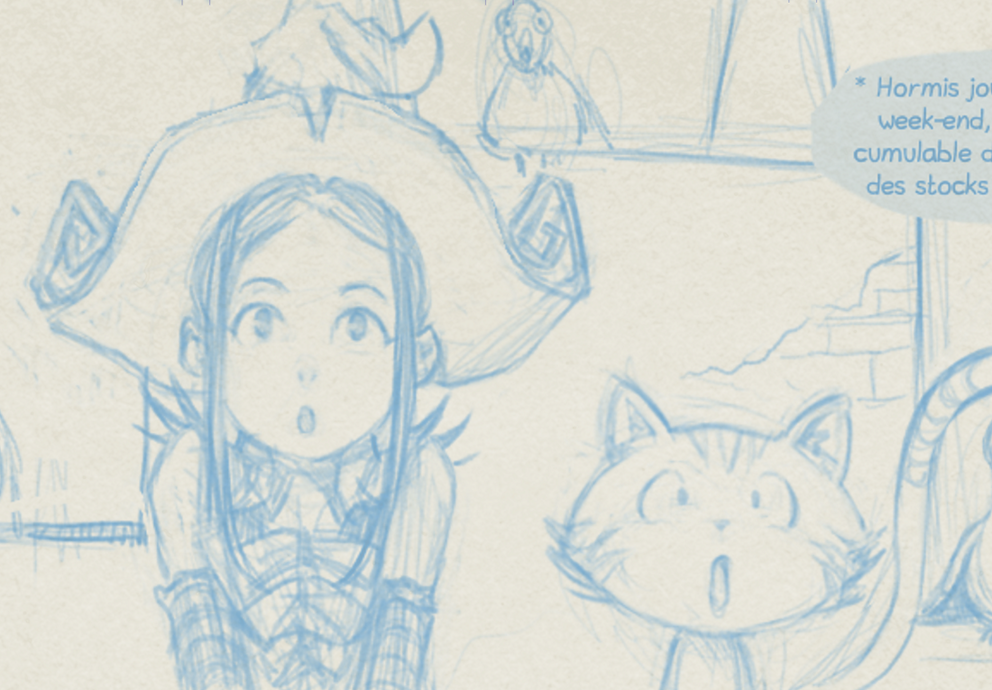 * Hormis
week-end,
cumulable
des stocks